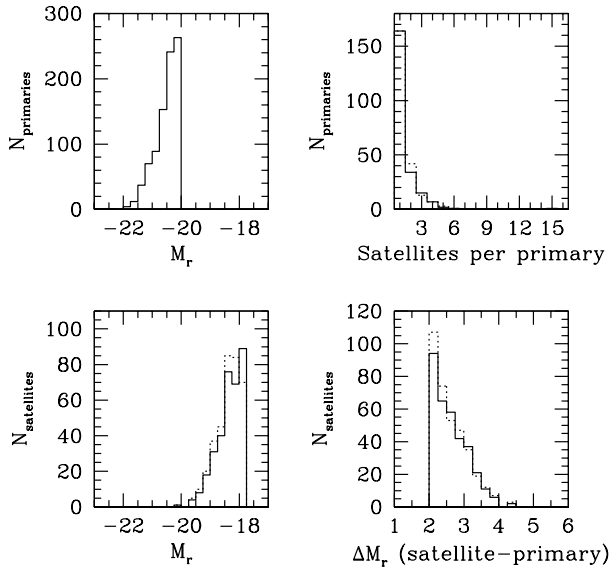 300
200
100
0
N_primaries
−22 −20 −18
M_r
150
100
50
0
N_primaries
3 6 9 12 15
Satellites per primary
100
80
60
40
20
0
N_satellites
−22 −20 −18
M_r
120
100
80
60
40
20
0
N_satellites
1 2 3 4 5 6
ΔM_r (satellite−primary)